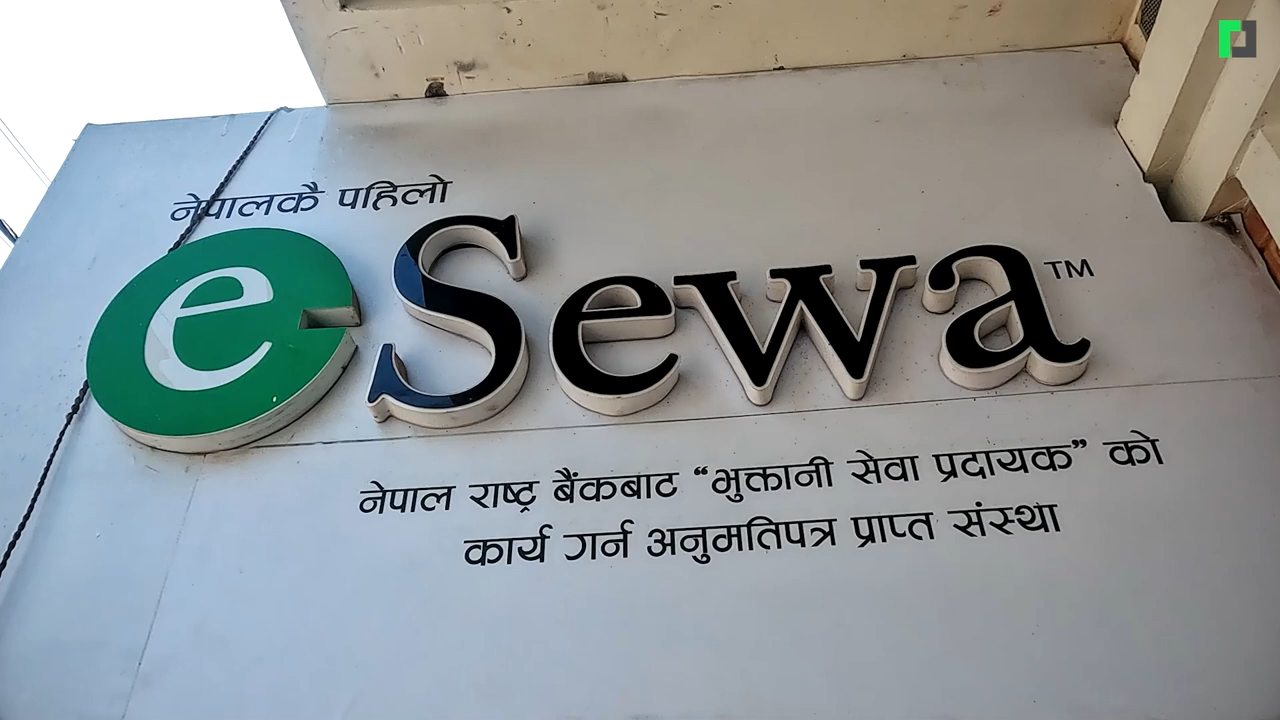 नेपालकै पहिलो
eSewa™
नेपाल राष्ट्र बैंकबाट “भुक्तानी सेवा प्रदायक” को
कार्य गर्न अनुमतिपत्र प्राप्त संस्था